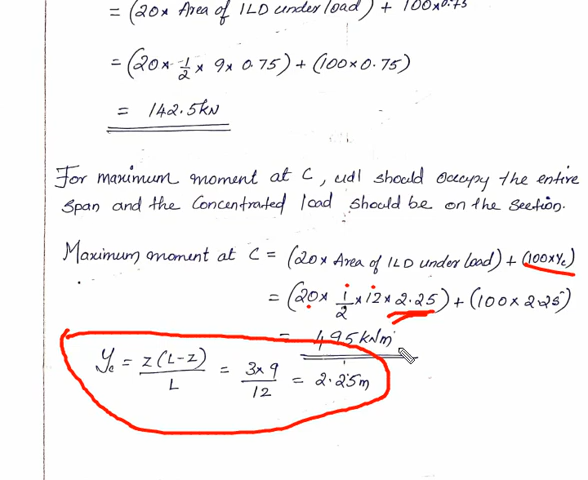 = (20× Area of ILD under load) + 100×0.75
= (20× 1/2 × 9× 0.75) + (100×0.75)
= 142.5kN
For maximum moment at C, udl should occupy the entire
span and the concentrated load should be on the section.
Maximum moment at C = (20× Area of ILD under load) + (100×Yc)
= (20× 1/2 ×12×2.25) + (100×2.25)
= 495kNm
Yc = z(L-z)/L = 3×9/12 = 2.25m